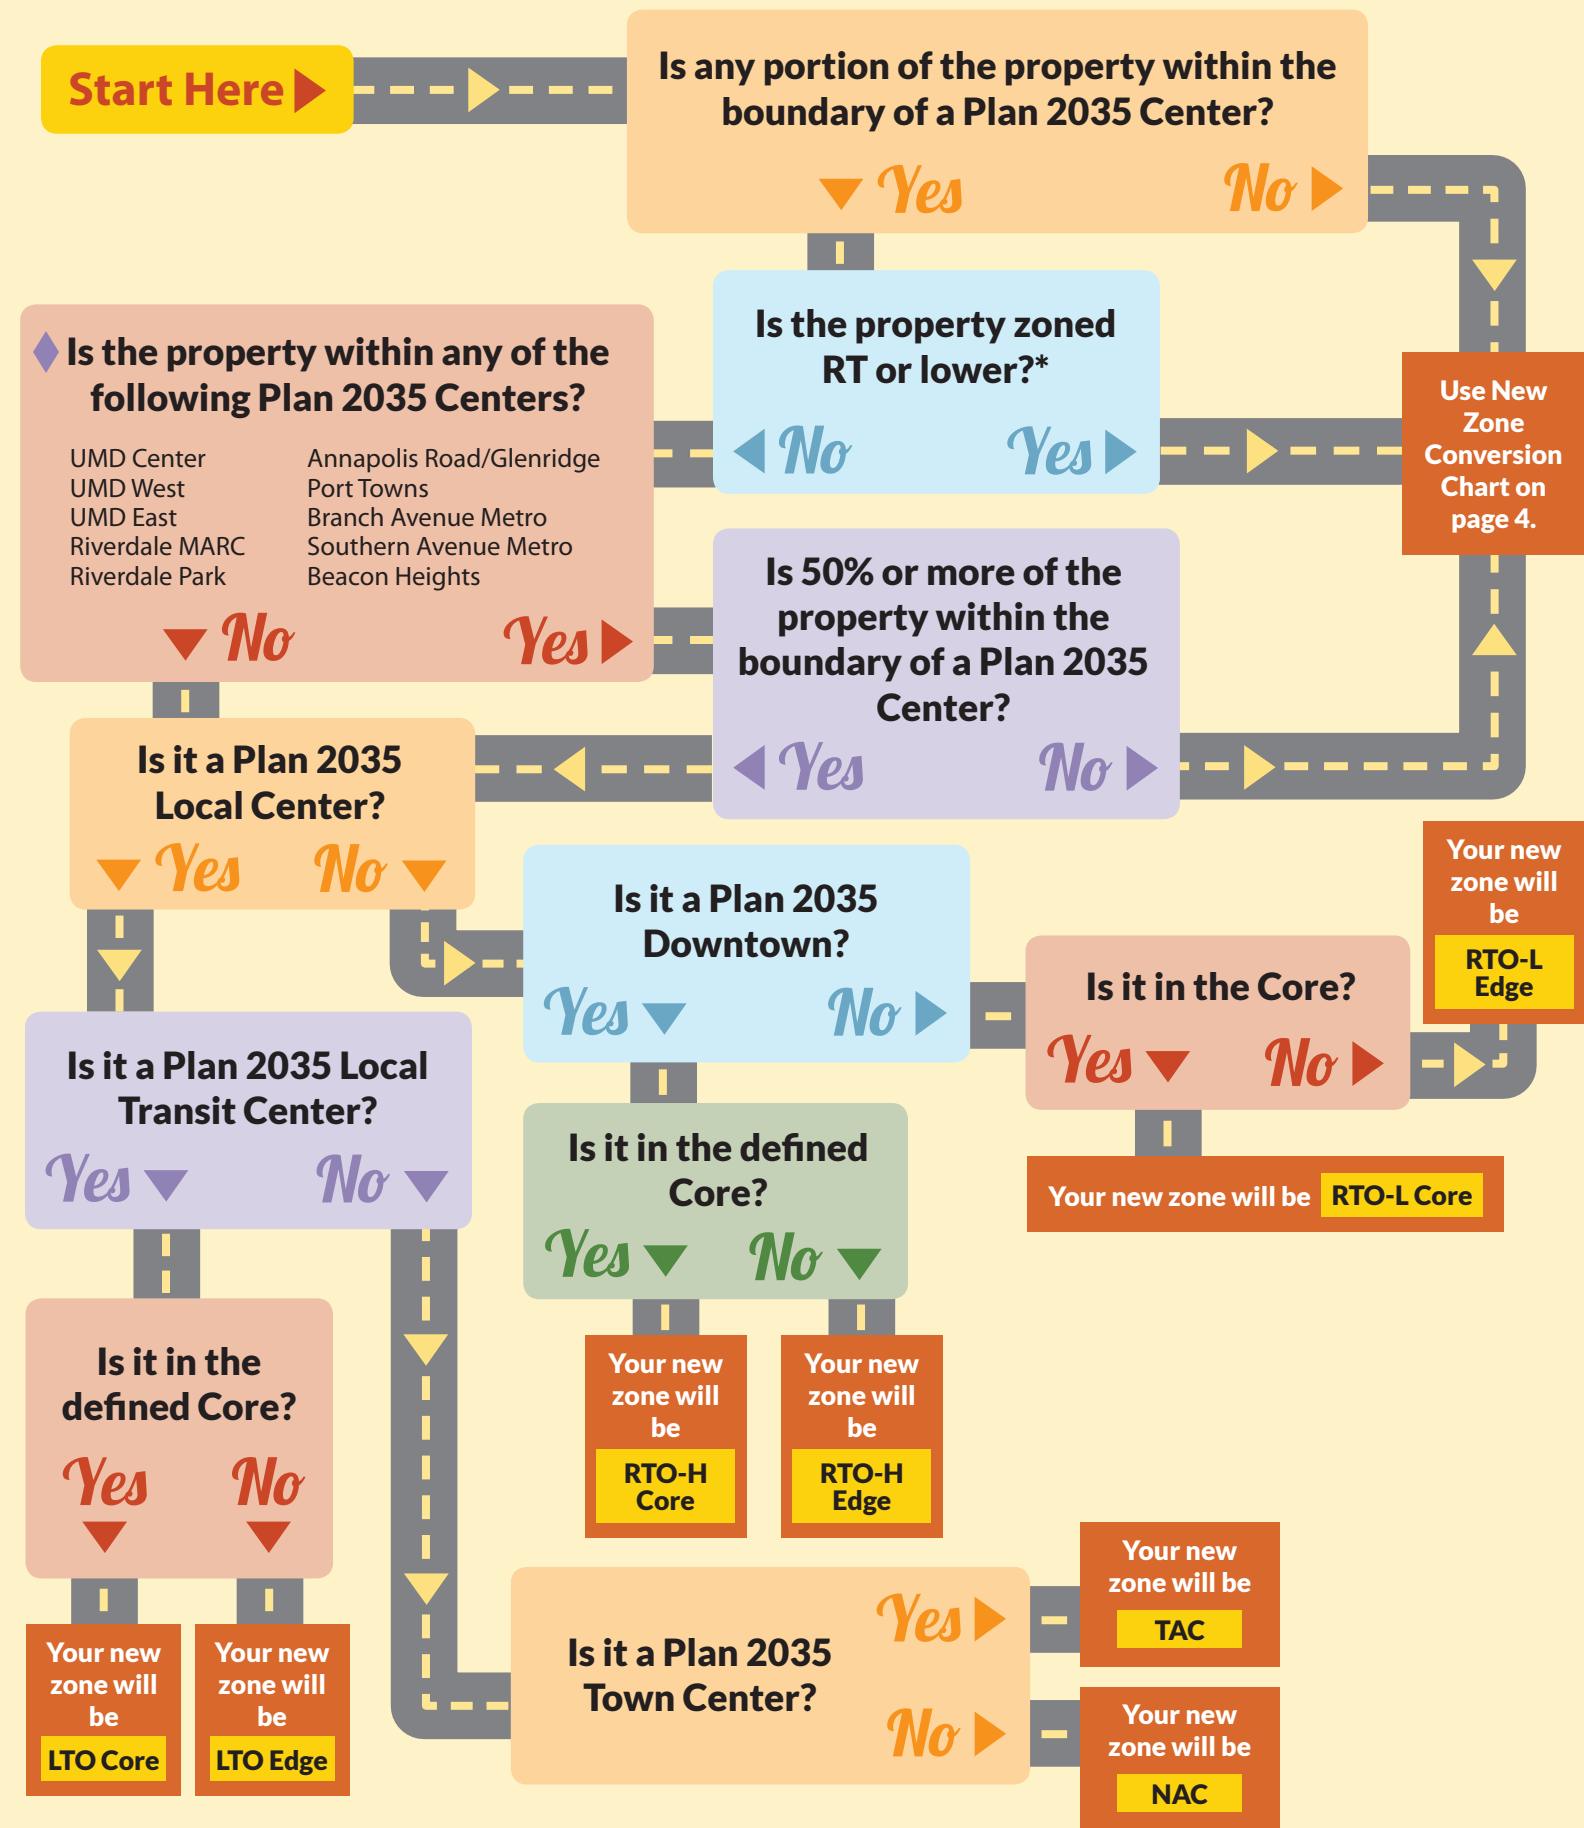 Start Here
Is any portion of the property within the
boundary of a Plan 2035 Center?
Yes
No
Is the property zoned
RT or lower?*
No
Yes
Use New
Zone
Conversion
Chart on
page 4.
Is the property within any of the
following Plan 2035 Centers?
UMD Center
UMD West
UMD East
Riverdale MARC
Riverdale Park
Annapolis Road/Glenridge
Port Towns
Branch Avenue Metro
Southern Avenue Metro
Beacon Heights
No
Yes
Is 50% or more of the
property within the
boundary of a Plan 2035
Center?
Yes
No
Is it a Plan 2035
Local Center?
Yes
No
Is it a Plan 2035
Downtown?
Yes
No
Is it in the Core?
Yes
No
Your new
zone will
be
RTO-L
Edge
Your new zone will be RTO-L Core
Is it a Plan 2035 Local
Transit Center?
Yes
No
Is it in the defined
Core?
Yes
No
Your new
zone will
be
RTO-H
Core
Your new
zone will
be
RTO-H
Edge
Is it in the
defined Core?
Yes
No
Your new
zone will
be
LTO Core
Your new
zone will
be
LTO Edge
Is it a Plan 2035
Town Center?
Yes
No
Your new
zone will be
TAC
Your new
zone will be
NAC